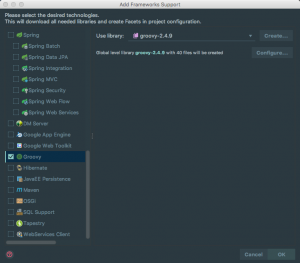 Add Frameworks Support
Please select the desired technologies.
This will download all needed libraries and create Facets in project configuration.
Spring
Spring Batch
Spring Data JPA
Spring Integration
Spring MVC
Spring Security
Spring Web Flow
Spring Web Services
DM Server
Google App Engine
Google Web Toolkit
Groovy
Hibernate
JavaEE Persistence
Maven
OSGi
SQL Support
Tapestry
WebServices Client
Use library: groovy-2.4.9 Create...
Global level library groovy-2.4.9 with 40 files will be created Configure...
Cancel OK